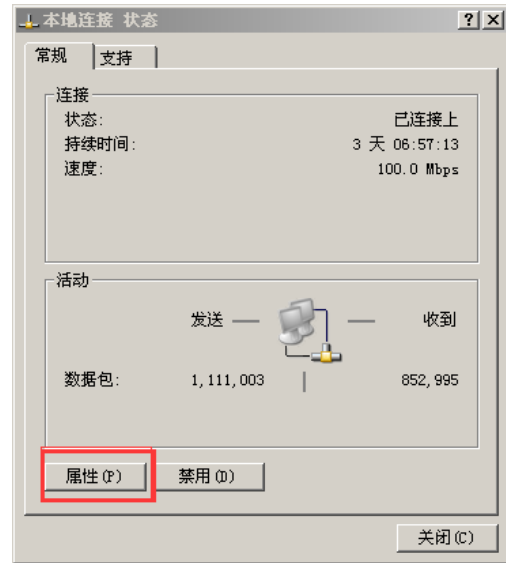 本地连接 状态
常规 支持
连接
状态: 已连接上
持续时间: 3 天 06:57:13
速度: 100.0 Mbps
活动
发送 — — 收到
数据包: 1,111,003 | 852,995
属性(P) 禁用(D)
关闭(C)